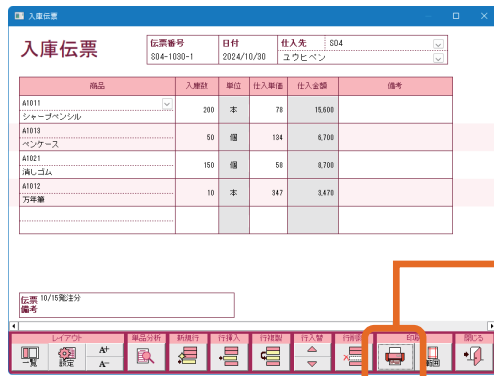 入庫伝票
入庫伝票
伝票番号 日付 仕入先 S04
S04-1030-1 2024/10/30 ユウヒペン
商品 入庫数 単位 仕入単価 仕入金額 備考
A1011
シャープペンシル 200 本 78 15,600
A1013
ペンケース 50 個 134 6,700
A1021
消しゴム 150 個 58 8,700
A1012
万年筆 10 本 347 3,470
伝票備考 10/15発注分
レイアウト 単品分析 新規行 行挿入 行複製 行入替 行削 印刷 閉じる
一覧 設定 A+ A- 範囲